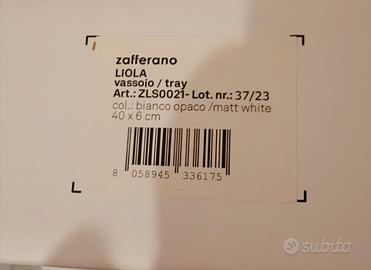 zafferano
LIOLA
vassoio / tray
Art.: ZLS0021- Lot. nr.: 37/23
col.: bianco opaco /matt white
40 x 6 cm
8 058945 336175
subito